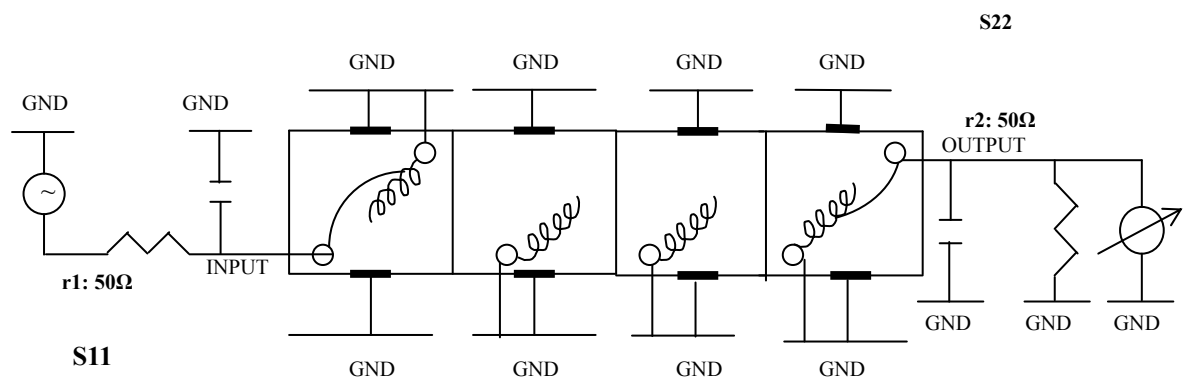 S22
GND GND GND GND
GND GND
r2: 50Ω
OUTPUT
~
INPUT
r1: 50Ω
GND GND GND
S11
GND GND GND GND